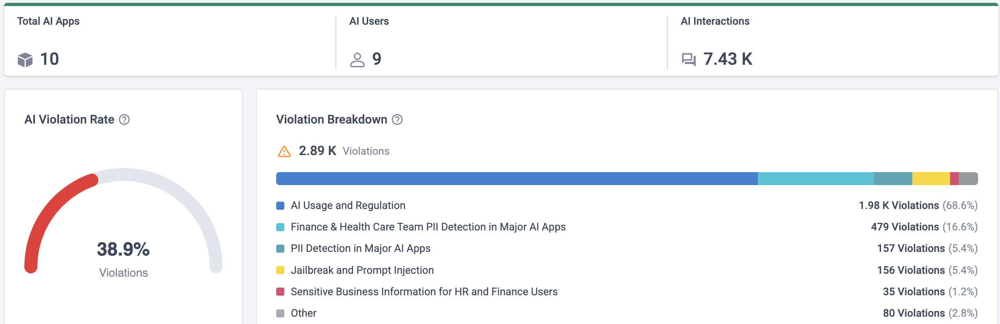 Total AI Apps
AI Users
AI Interactions
10
9
7.43 K
AI Violation Rate
38.9%
Violations
Violation Breakdown
2.89 K Violations
AI Usage and Regulation 1.98 K Violations (68.6%)
Finance & Health Care Team PII Detection in Major AI Apps 479 Violations (16.6%)
PII Detection in Major AI Apps 157 Violations (5.4%)
Jailbreak and Prompt Injection 156 Violations (5.4%)
Sensitive Business Information for HR and Finance Users 35 Violations (1.2%)
Other 80 Violations (2.8%)